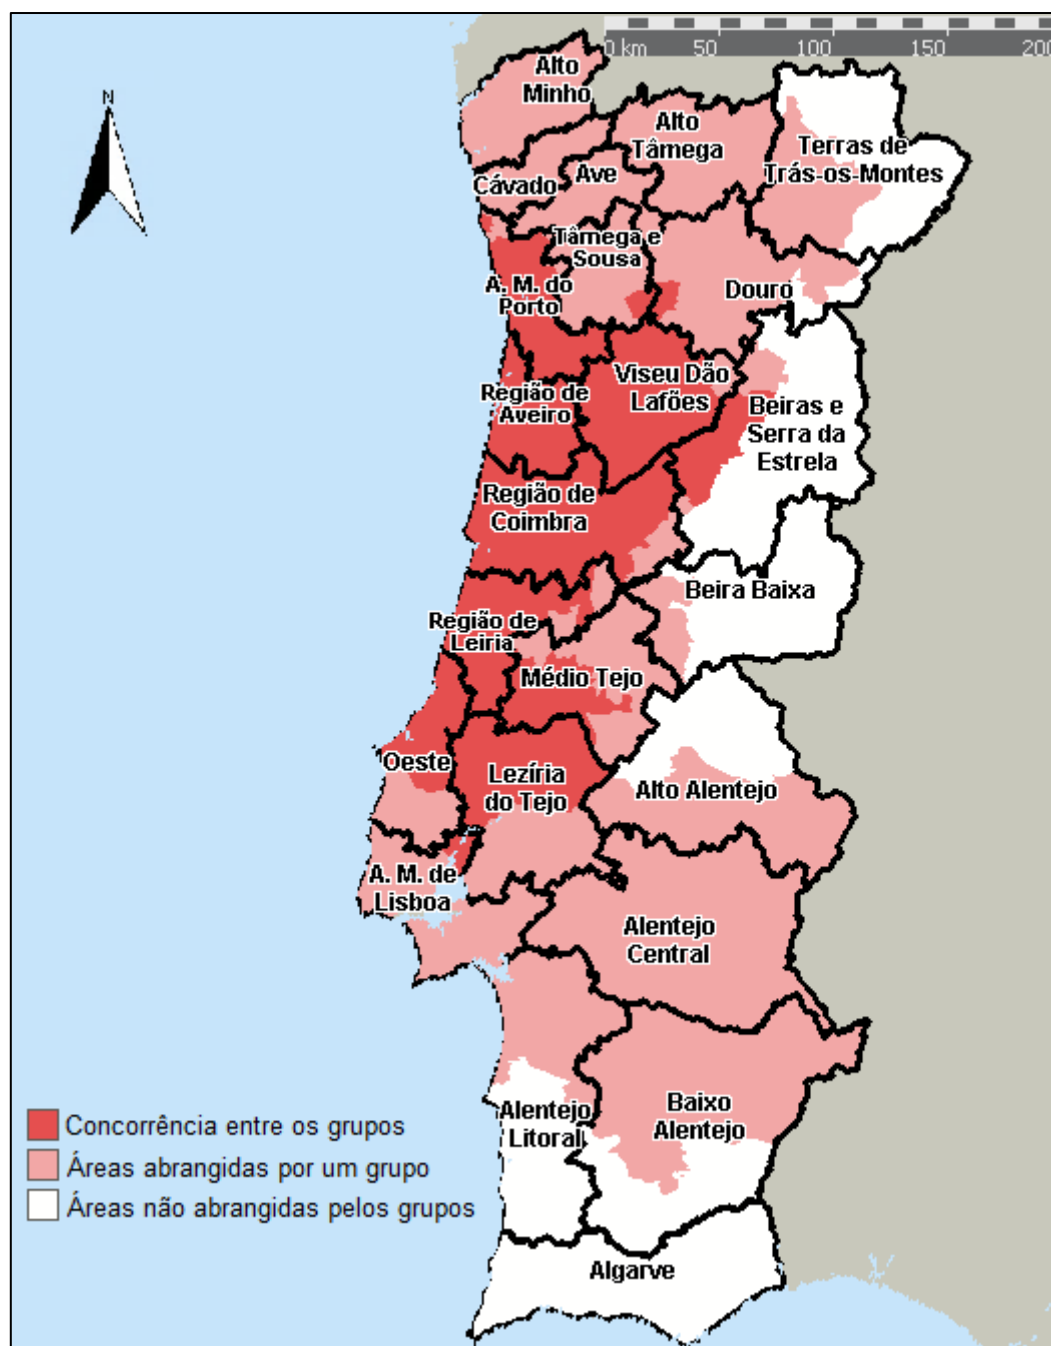 0 km 50 100 150 200
N
Alto
Minho
Alto
Tâmega
Terras de
Trás-os-Montes
Cávado
Ave
Tâmega e
Sousa
A. M. do
Porto
Douro
Viseu Dão
Lafões
Região de
Aveiro
Beiras e
Serra da
Estrela
Região de
Coimbra
Beira Baixa
Região de
Leiria
Médio Tejo
Oeste
Lezíria
do Tejo
Alto Alentejo
A. M. de
Lisboa
Alentejo
Central
Alentejo
Litoral
Baixo
Alentejo
Algarve
Concorrência entre os grupos
Áreas abrangidas por um grupo
Áreas não abrangidas pelos grupos